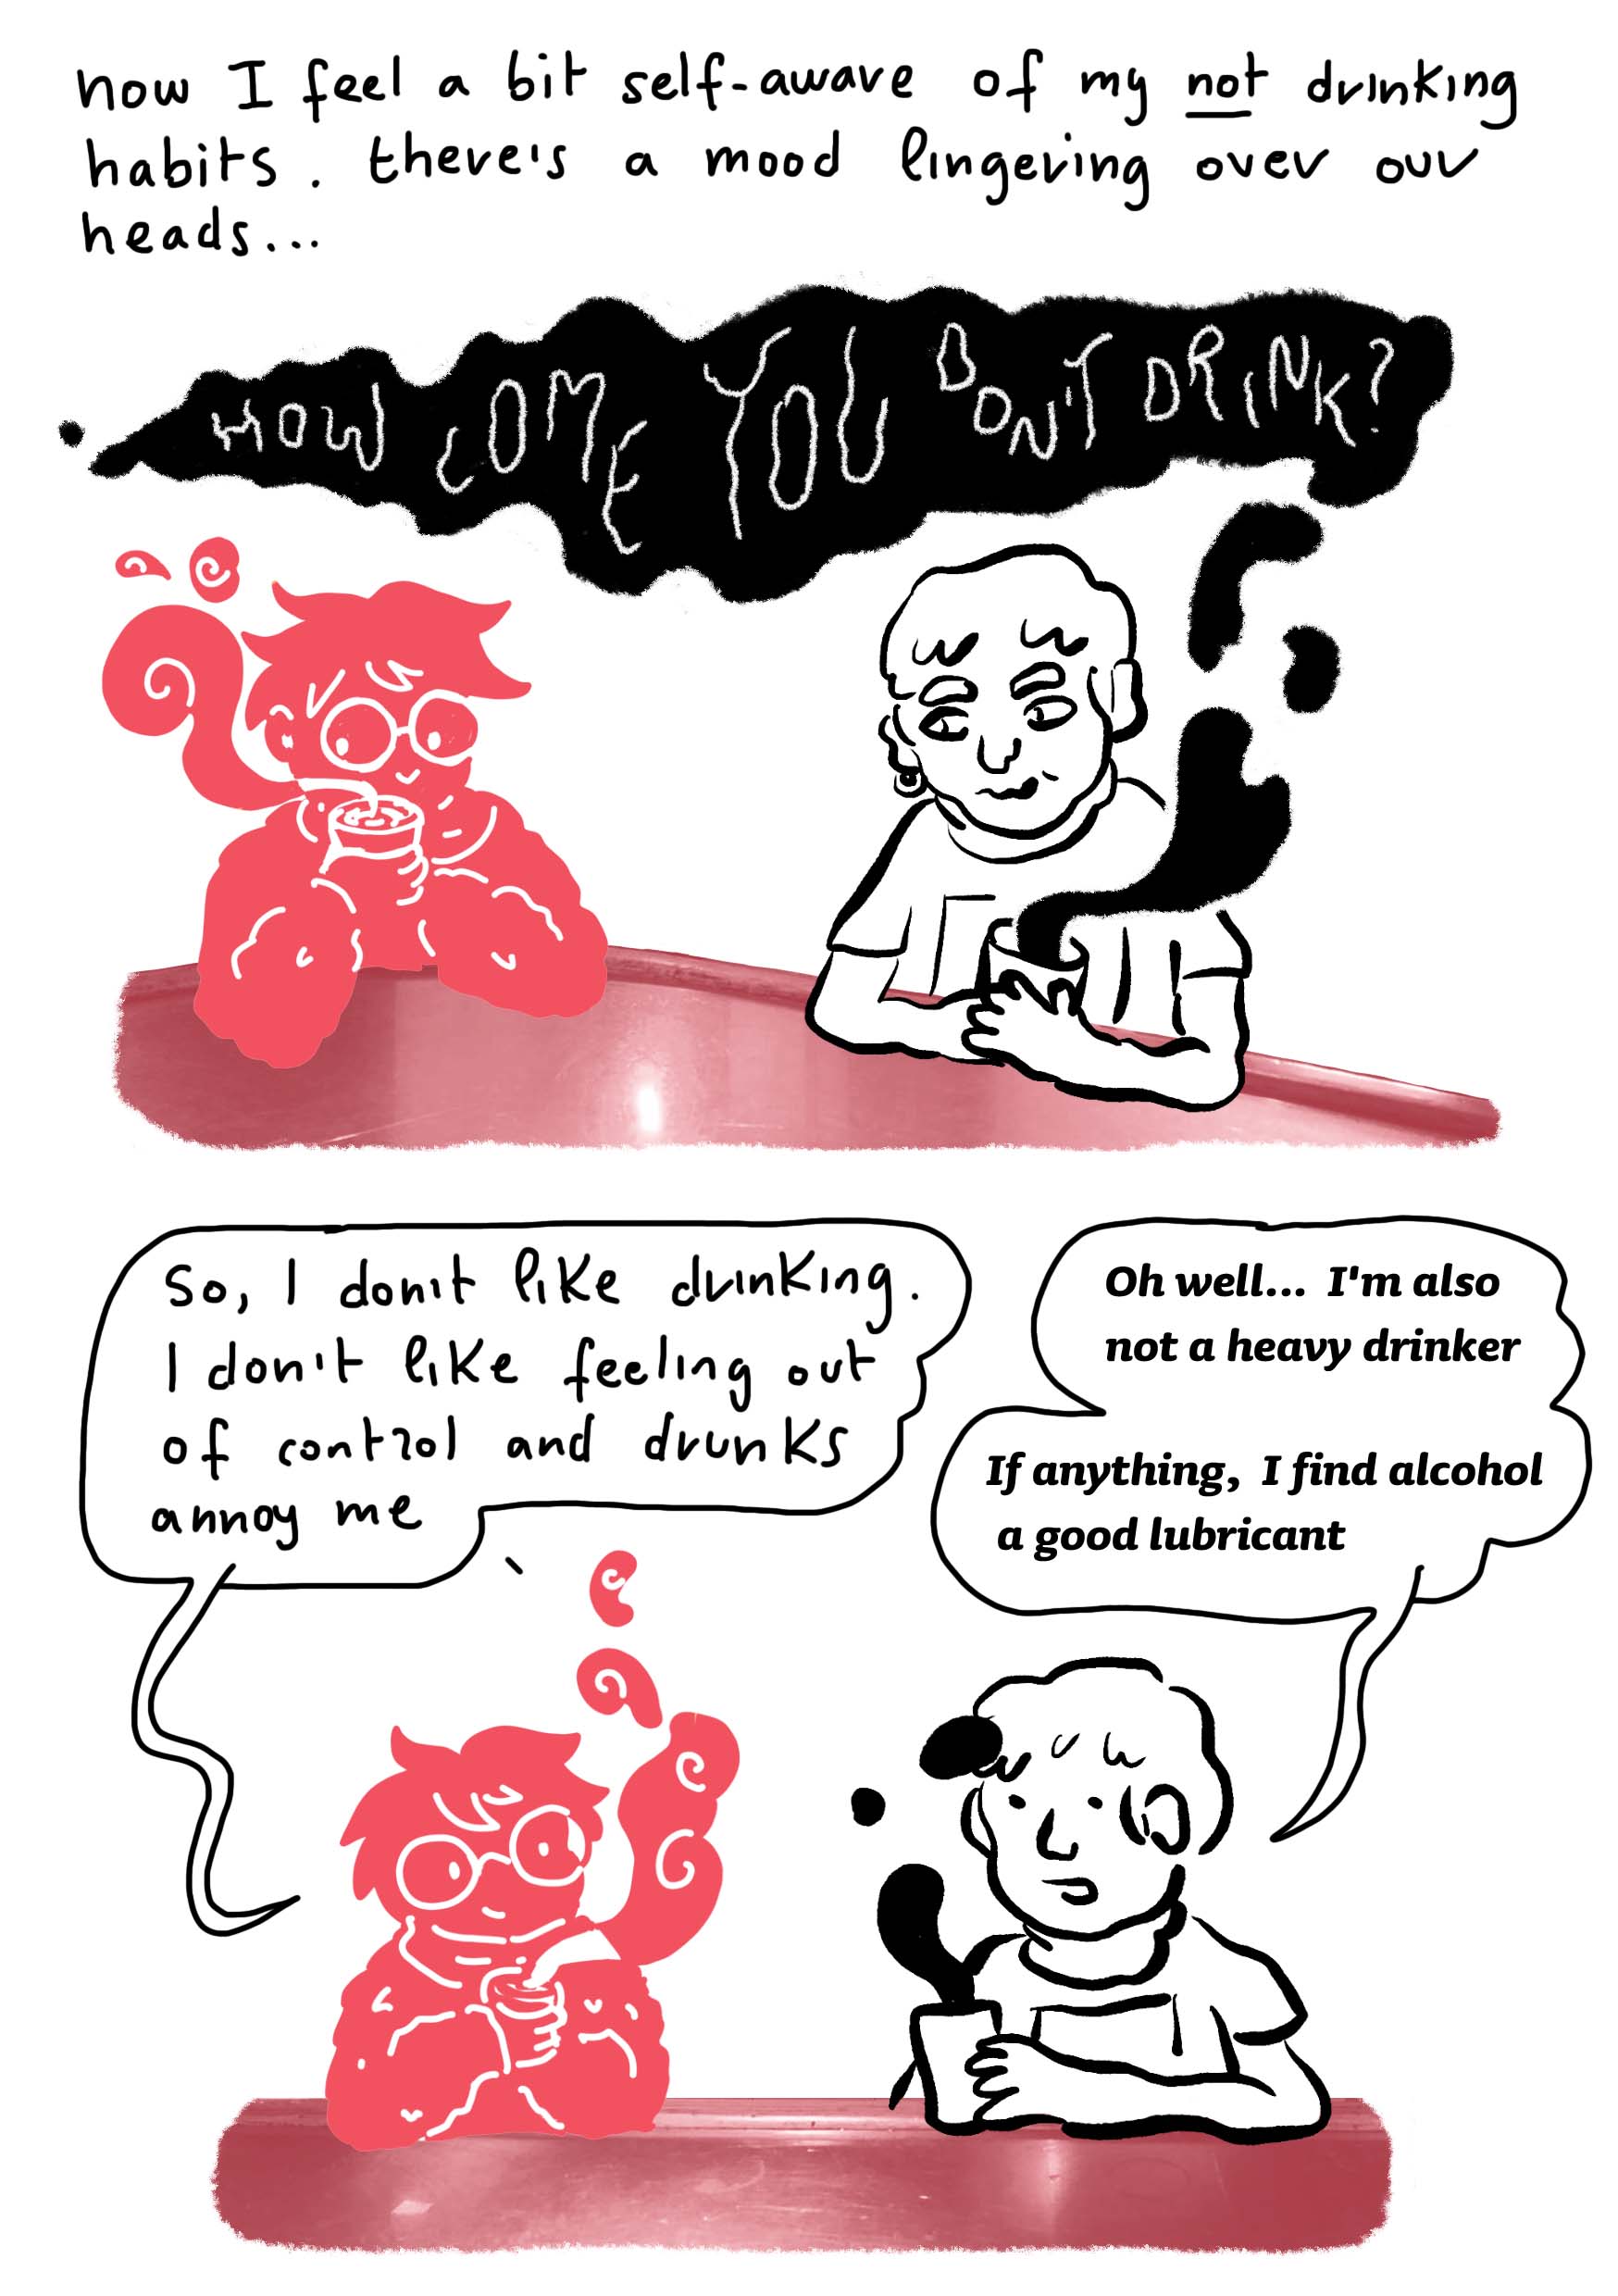 now I feel a bit self-aware of my not drinking
habits. there's a mood lingering over our
heads...
HOW COME YOU DON'T DRINK?
So, I don't like drinking.
I don't like feeling out
of control and drunks
annoy me
Oh well... I'm also
not a heavy drinker
If anything, I find alcohol
a good lubricant